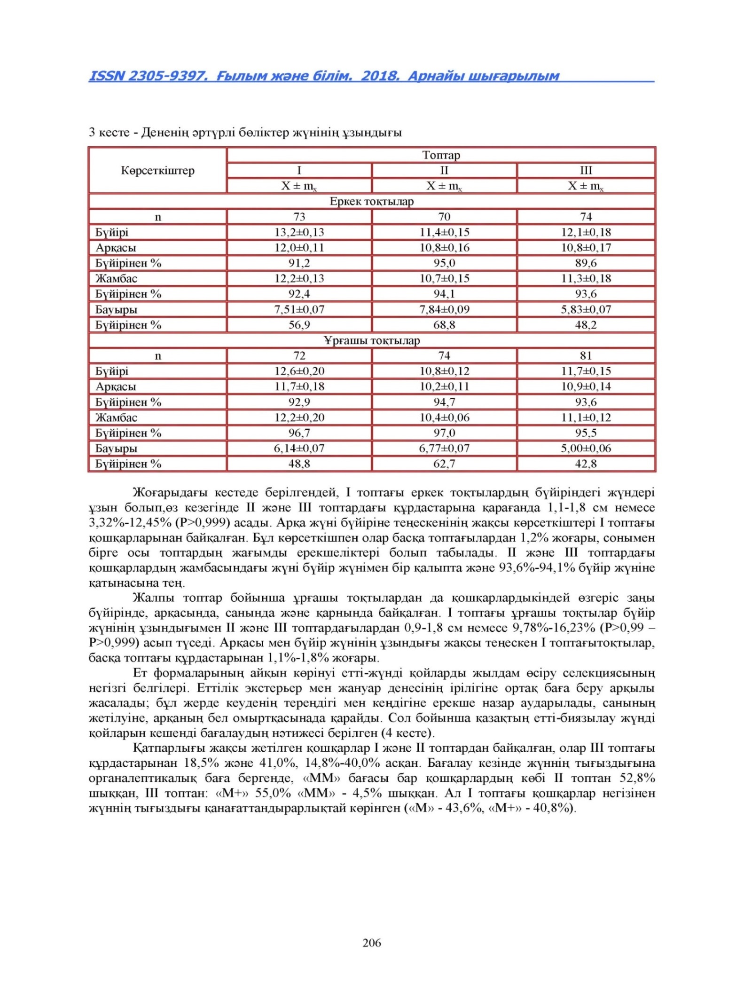 ISSN 2305-9397. Ғылым және білім. 2018. Арнайы шығарылым
3 кесте - Дененің әртүрлі бөліктер жүнінің ұзындығы
Көрсеткіштер
Топтар
I II III
X ± mx X ± mx X ± mx
Еркек тоқтылар
n 73 70 74
Бүйірі 13,2±0,13 11,4±0,15 12,1±0,18
Арқасы 12,0±0,11 10,8±0,16 10,8±0,17
Бүйірінен % 91,2 95,0 89,6
Жамбас 12,2±0,13 10,7±0,15 11,3±0,18
Бүйірінен % 92,4 94,1 93,6
Бауыры 7,51±0,07 7,84±0,09 5,83±0,07
Бүйірінен % 56,9 68,8 48,2
Ұрғашы тоқтылар
n 72 74 81
Бүйірі 12,6±0,20 10,8±0,12 11,7±0,15
Арқасы 11,7±0,18 10,2±0,11 10,9±0,14
Бүйірінен % 92,9 94,7 93,6
Жамбас 12,2±0,20 10,4±0,06 11,1±0,12
Бүйірінен % 96,7 97,0 95,5
Бауыры 6,14±0,07 6,77±0,07 5,00±0,06
Бүйірінен % 48,8 62,7 42,8
Жоғарыдағы кестеде берілгендей, I топтағы еркек тоқтылардың бүйіріндегі жүндері
ұзын болып,өз кезегінде II және III топтардағы құрдастарына қарағанда 1,1-1,8 см немесе
3,32%-12,45% (P>0,999) асады. Арқа жүні бүйіріне теңескенінің жақсы көрсеткіштері I топтағы
қошқарларынан байқалған. Бұл көрсеткішпен олар басқа топтағылардан 1,2% жоғары, сонымен
бірге осы топтардың жағымды ерекшеліктері болып табылады. II және III топтардағы
қошқарлардың жамбасындағы жүні бүйір жүнімен бір қалыпта және 93,6%-94,1% бүйір жүніне
қатынасына тең.
Жалпы топтар бойынша ұрғашы тоқтылардан да қошқарлардыкіндей өзгеріс заңы
бүйірінде, арқасында, санында және қарнында байқалған. I топтағы ұрғашы тоқтылар бүйір
жүнінің ұзындығымен II және III топтардағылардан 0,9-1,8 см немесе 9,78%-16,23% (P>0,99 –
P>0,999) асып түседі. Арқасы мен бүйір жүнінің ұзындығы жақсы теңескен I топтағытоқтылар,
басқа топтағы құрдастарынан 1,1%-1,8% жоғары.
Ет формаларының айқын көрінуі етті-жүнді қойларды жылдам өсіру селекциясының
негізгі белгілері. Еттілік экстерьер мен жануар денесінің ірілігіне ортақ баға беру арқылы
жасалады; бұл жерде кеуденің тереңдігі мен кеңдігіне ерекше назар аударылады, санының
жетілуіне, арқаның бел омыртқасынада қарайды. Сол бойынша қазақтың етті-биязылау жүнді
қойларын кешенді бағалаудың нәтижесі берілген (4 кесте).
Қатпарлығы жақсы жетілген қошқарлар I және II топтардан байқалған, олар III топтағы
құрдастарынан 18,5% және 41,0%, 14,8%-40,0% асқан. Бағалау кезінде жүннің тығыздығына
органалептикалық баға бергенде, «ММ» бағасы бар қошқарлардың көбі II топтан 52,8%
шыққан, III топтан: «М+» 55,0% «ММ» - 4,5% шыққан. Ал I топтағы қошқарлар негізінен
жүннің тығыздығы қанағаттандырарлықтай көрінген («М» - 43,6%, «М+» - 40,8%).
206